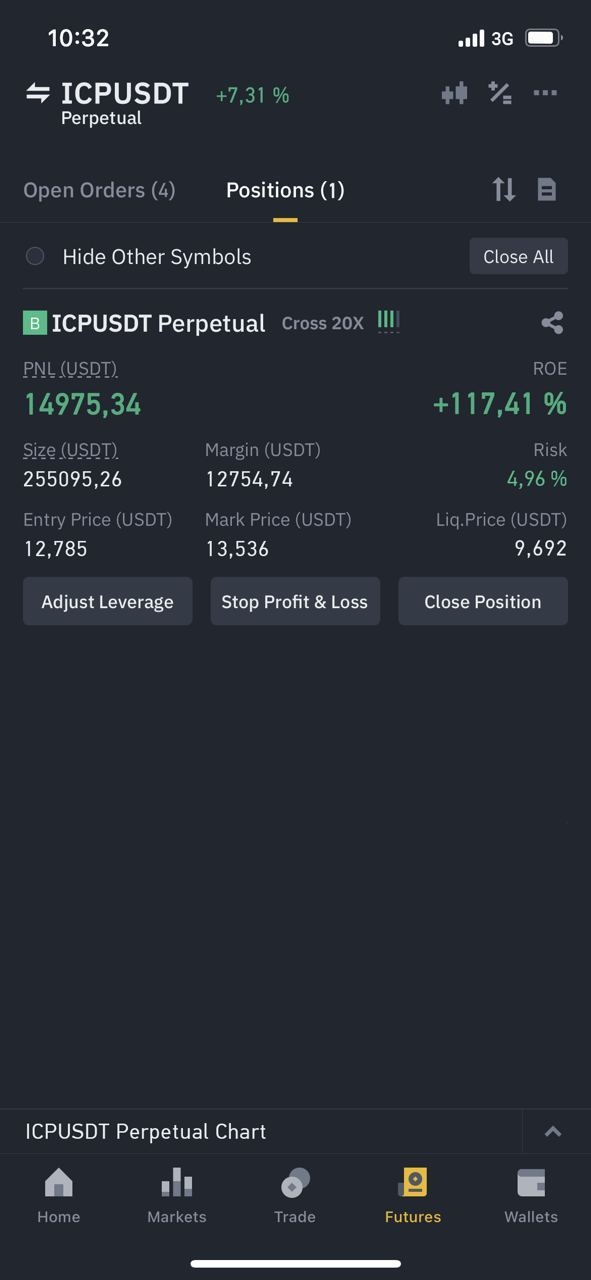 10:32 3G
ICPUSDT +7,31 %
Perpetual
Open Orders (4) Positions (1)
Hide Other Symbols Close All
B ICPUSDT Perpetual Cross 20X
PNL (USDT) ROE
14975,34 +117,41 %
Size (USDT) Margin (USDT) Risk
255095,26 12754,74 4,96 %
Entry Price (USDT) Mark Price (USDT) Liq.Price (USDT)
12,785 13,536 9,692
Adjust Leverage Stop Profit & Loss Close Position
ICPUSDT Perpetual Chart
Home Markets Trade Futures Wallets